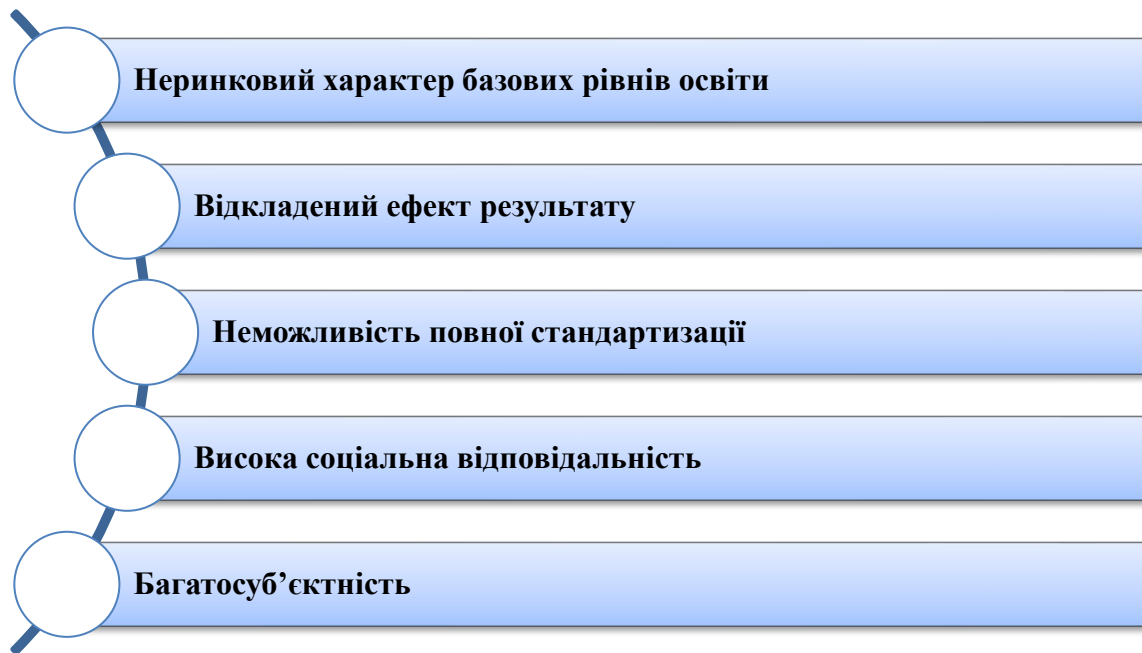 Неринковий характер базових рівнів освіти
Відкладений ефект результату
Неможливість повної стандартизації
Висока соціальна відповідальність
Багатосуб’єктність